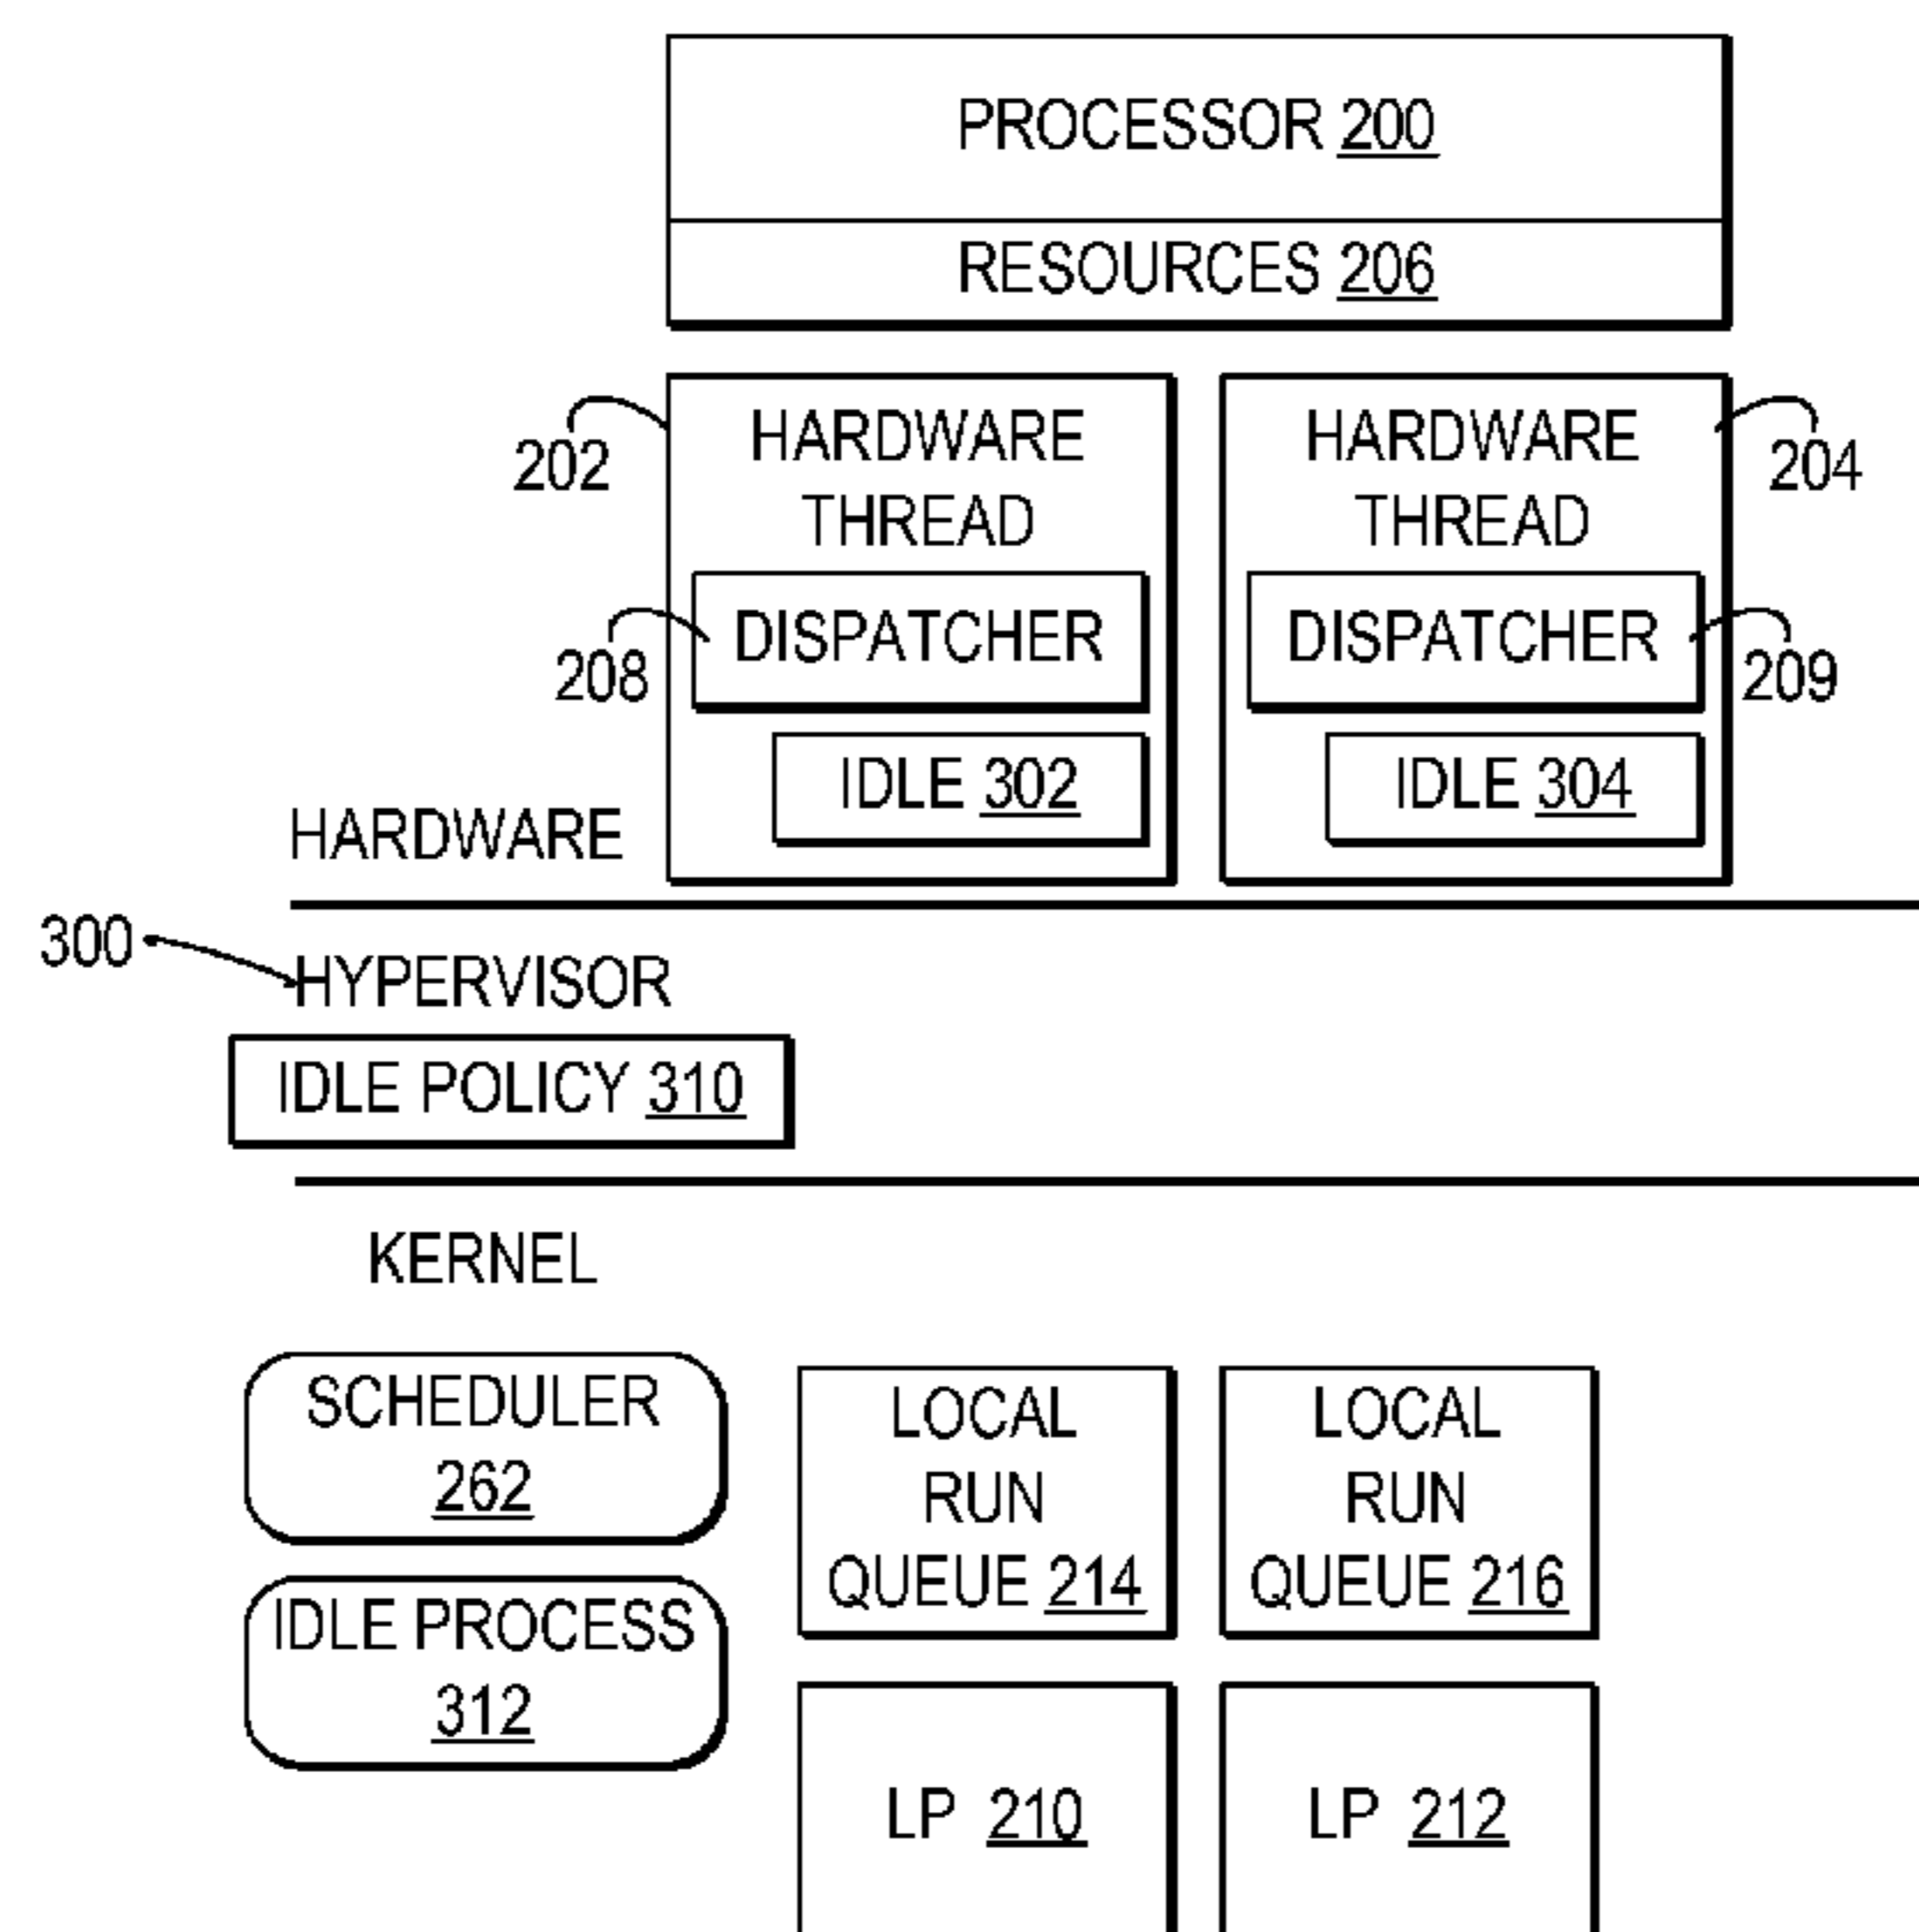 PROCESSOR 200
RESOURCES 206
HARDWARE
THREAD
202
DISPATCHER
208
IDLE 302
HARDWARE
THREAD
204
DISPATCHER
209
IDLE 304
HARDWARE
300
HYPERVISOR
IDLE POLICY 310
KERNEL
SCHEDULER
262
IDLE PROCESS
312
LOCAL
RUN
QUEUE 214
LOCAL
RUN
QUEUE 216
LP 210
LP 212